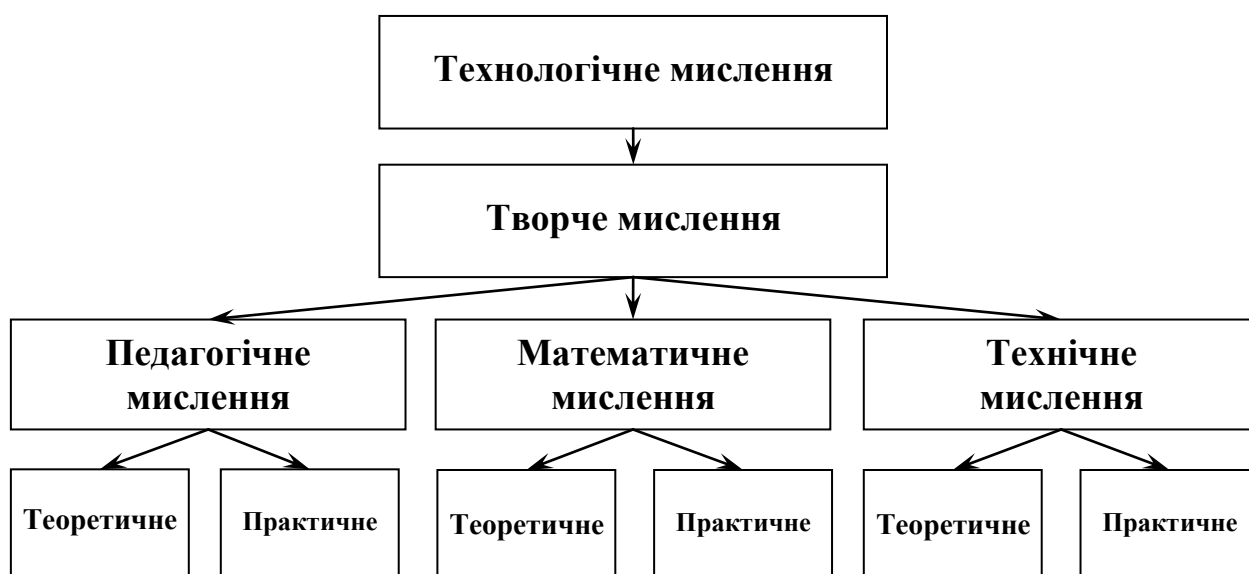 Технологічне мислення
Творче мислення
Педагогічне
мислення
Математичне
мислення
Технічне
мислення
Теоретичне
Практичне
Теоретичне
Практичне
Теоретичне
Практичне